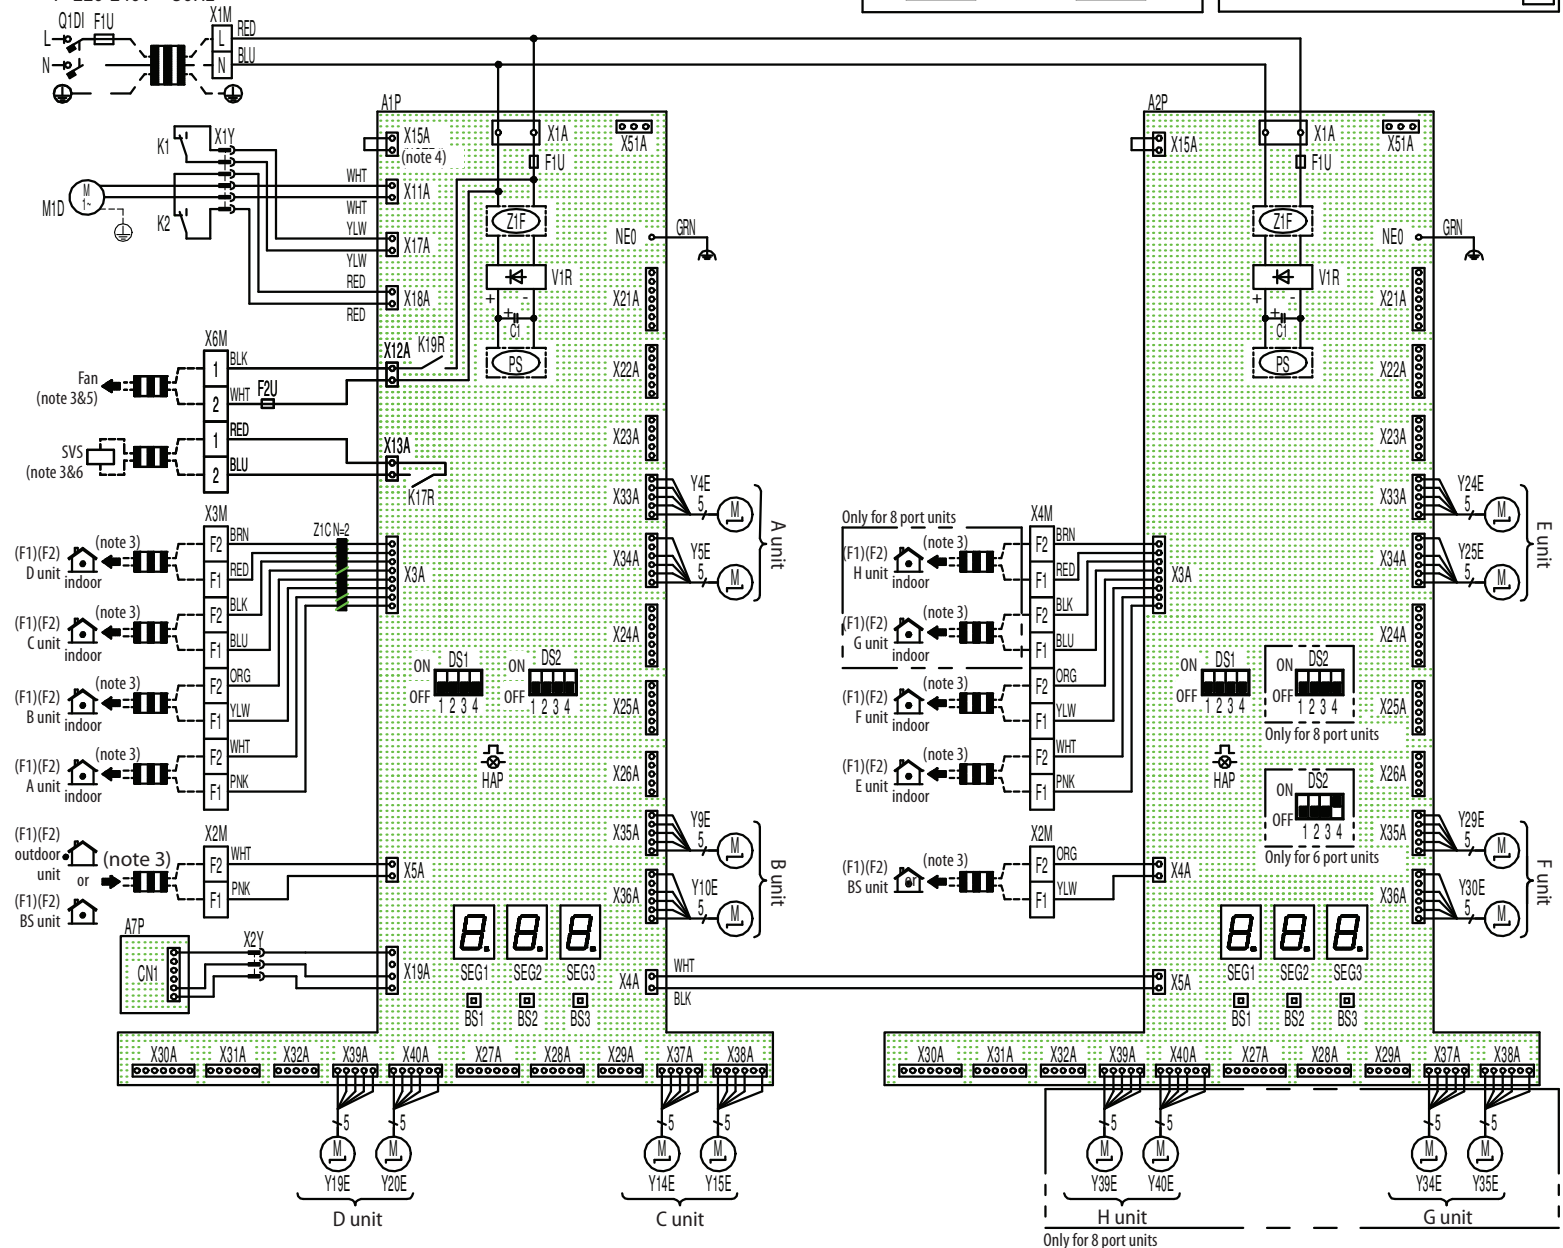 Q1DI F1U X1M
L
N
L RED
N BLU
A1P
K1 X1Y
M 1~
M1D
K2
X15A
(note 4)
WHT X11A
WHT
YLW X17A
YLW
RED X18A
RED
X1A
F1U
X51A
Z1F
NE0 GRN
V1R
+ -
+
C1
PS
X21A
X22A
X23A
X6M
Fan
(note 3&5)
1 BLK
2 WHT F2U
X12A K19R
SVS
(note 3&6
1 RED
2 BLU
X13A
K17R
X33A Y4E
5 M
X34A Y5E
5 M
A unit
X3M
Z1C N=2
(F1)(F2) (note 3)
D unit indoor
F2 BRN
F1 RED
X3A
(F1)(F2) (note 3)
C unit indoor
F2 BLK
F1 BLU
(F1)(F2) (note 3)
B unit indoor
F2 ORG
F1 YLW
(F1)(F2) (note 3)
A unit indoor
F2 WHT
F1 PNK
DS1
ON
OFF
1 2 3 4
DS2
ON
OFF
1 2 3 4
HAP
X24A
X25A
X26A
X35A Y9E
5 M
X36A Y10E
5 M
B unit
X2M
(F1)(F2)
outdoor
unit
or
(note 3)
(F1)(F2)
BS unit
F2 WHT
F1 PNK
X5A
A7P
CN1
X2Y
X19A
SEG1 SEG2 SEG3
BS1 BS2 BS3
X4A WHT
BLK
X5A
X30A X31A X32A X39A X40A X27A X28A X29A X37A X38A
5 5 5 5
M M M M
Y19E Y20E Y14E Y15E
D unit C unit
A2P
X15A
X1A
F1U
X51A
Z1F
NE0 GRN
V1R
+ -
+
C1
PS
X21A
X22A
X23A
X33A Y24E
5 M
X34A Y25E
5 M
E unit
Only for 8 port units
X4M
(F1)(F2) (note 3)
H unit indoor
F2 BRN
F1 RED
X3A
(F1)(F2) (note 3)
G unit indoor
F2 BLK
F1 BLU
(F1)(F2) (note 3)
F unit indoor
F2 ORG
F1 YLW
(F1)(F2) (note 3)
E unit indoor
F2 WHT
F1 PNK
DS1
ON
OFF
1 2 3 4
DS2
ON
OFF
1 2 3 4
Only for 8 port units
HAP
DS2
ON
OFF
1 2 3 4
Only for 6 port units
X24A
X25A
X26A
X35A Y29E
5 M
X36A Y30E
5 M
F unit
X2M
(F1)(F2) (note 3)
BS unit or
F2 ORG
F1 YLW
X4A
SEG1 SEG2 SEG3
BS1 BS2 BS3
X30A X31A X32A X39A X40A X27A X28A X29A X37A X38A
5 5 5 5
M M M M
Y39E Y40E Y34E Y35E
H unit G unit
Only for 8 port units